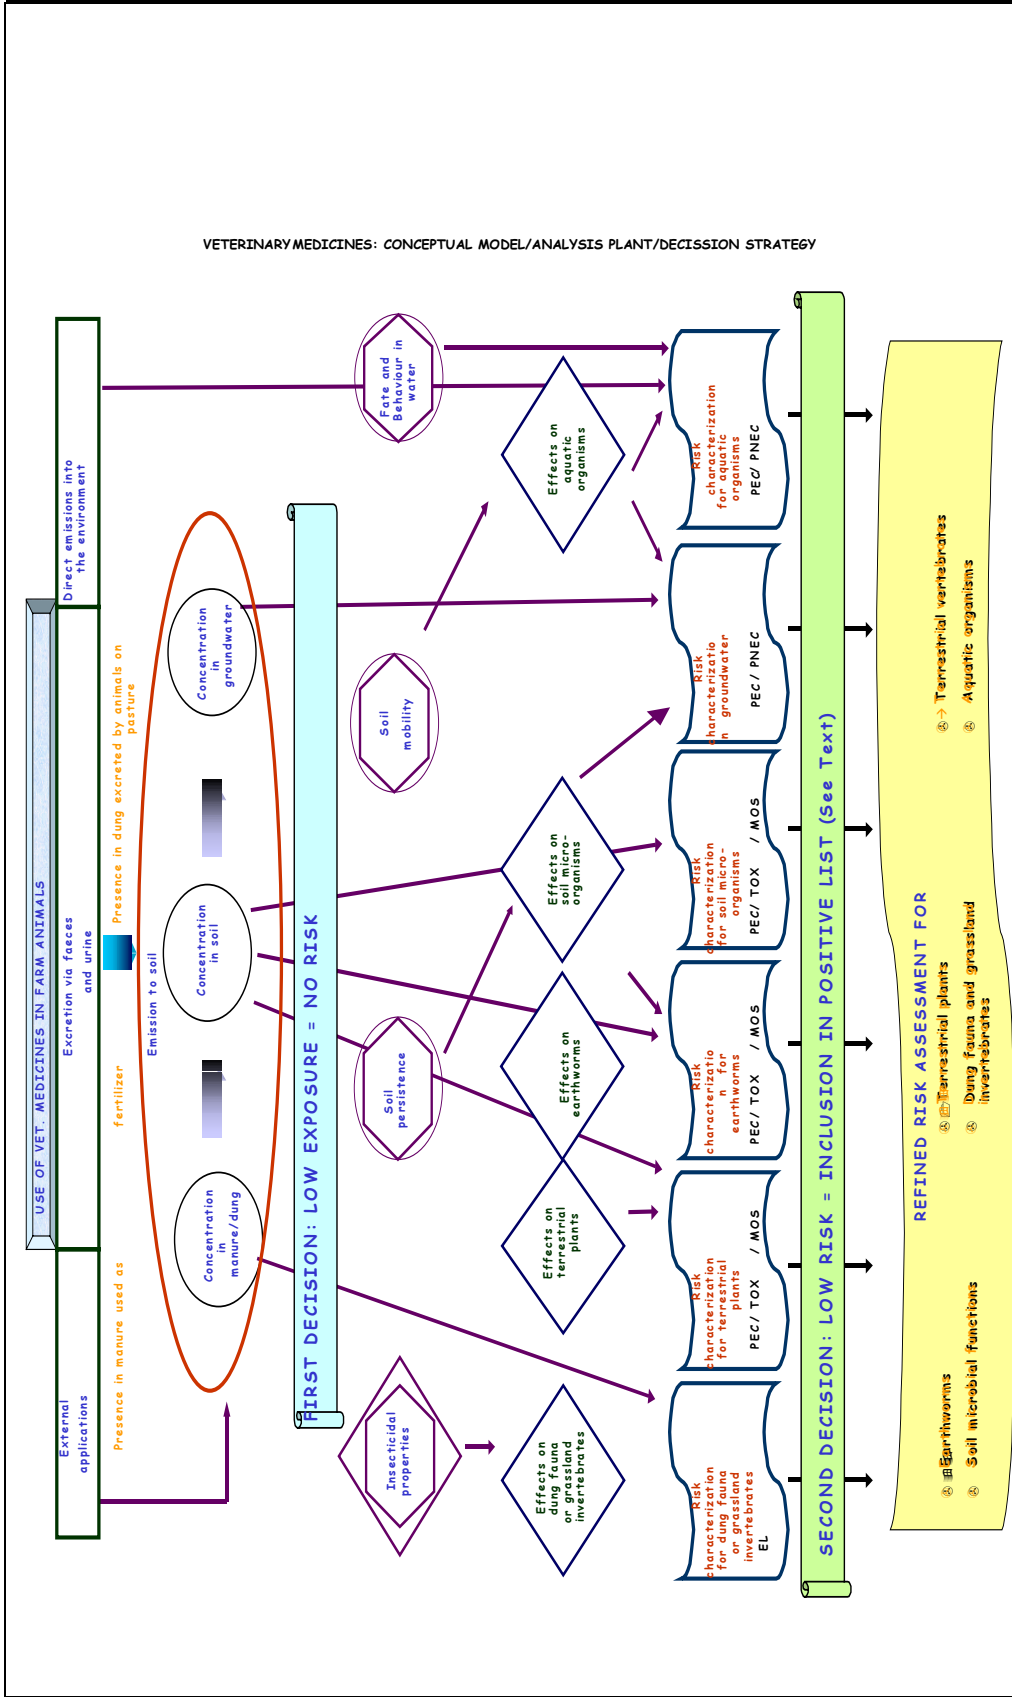 VETERINARY MEDICINES: CONCEPTUAL MODEL/ANALYSIS PLANT/DECISSION STRATEGY
USE OF VET. MEDICINES IN FARM ANIMALS
External
applications
Excretion via faeces
and urine
Direct emissions into
the environment
Presence in manure used as
fertilizer
Presence in dung excreted by animals on
pasture
Emission to soil
Concentration
in
manure/dung
Concentration
in soil
Concentration
in
groundwater
FIRST DECISION: LOW EXPOSURE = NO RISK
Insecticidal
properties
Soil
persistence
Soil
mobility
Fate and
Behaviour in
water
Effects on
dung fauna
or grassland
invertebrates
Effects on
terrestrial
plants
Effects on
earthworms
Effects on
soil micro-
organisms
Effects on
aquatic
organisms
Risk
characterization
for dung fauna
or grassland
invertebrates
EL
Risk
characterization
for terrestrial
plants
PEC/ TOX / MOS
Risk
characterizatio
n for
earthworms
PEC/ TOX / MOS
Risk
characterization
for soil micro-
organisms
PEC/ TOX / MOS
Risk
characterizatio
n groundwater
PEC/ PNEC
Risk
characterization
for aquatic
organisms
PEC/ PNEC
SECOND DECISION: LOW RISK = INCLUSION IN POSITIVE LIST (See Text)
REFINED RISK ASSESSMENT FOR
Earthworms
Terrestrial plants
Terrestrial vertebrates
Soil microbial functions
Dung fauna and grassland
invertebrates
Aquatic organisms